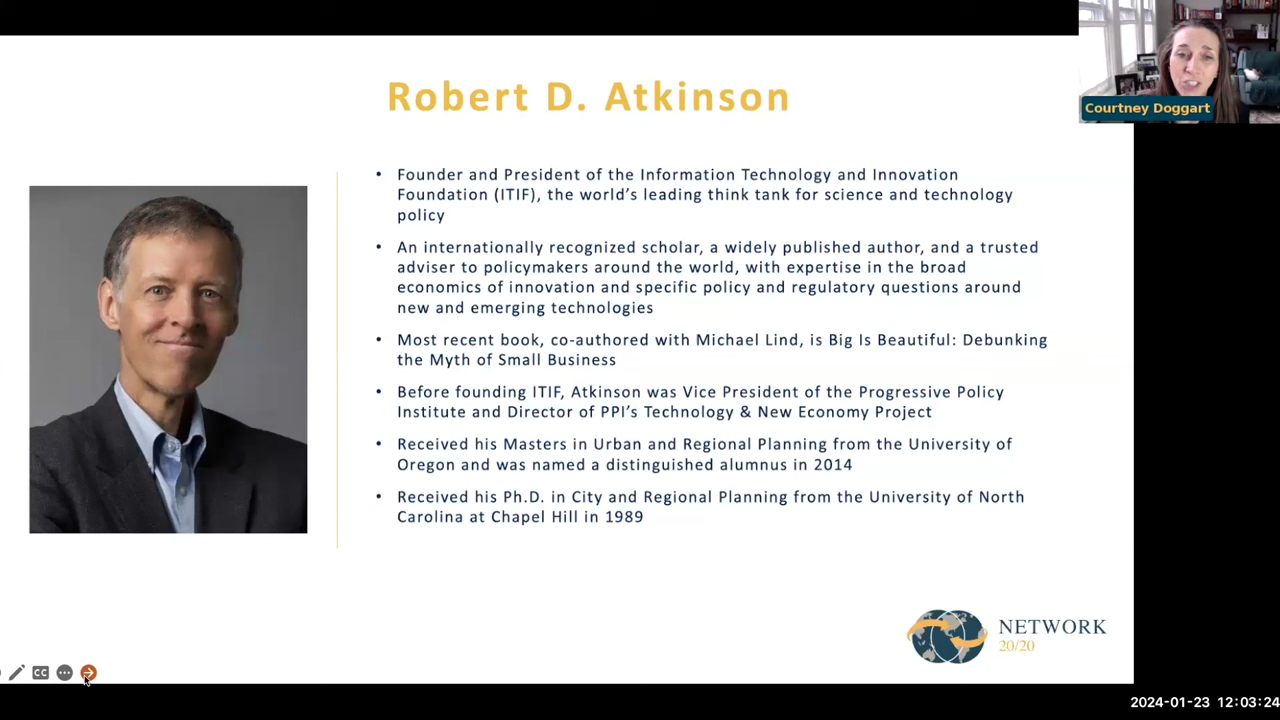 Robert D. Atkinson
Courtney Doggart
• Founder and President of the Information Technology and Innovation
Foundation (ITIF), the world’s leading think tank for science and technology
policy
• An internationally recognized scholar, a widely published author, and a trusted
adviser to policymakers around the world, with expertise in the broad
economics of innovation and specific policy and regulatory questions around
new and emerging technologies
• Most recent book, co-authored with Michael Lind, is Big Is Beautiful: Debunking
the Myth of Small Business
• Before founding ITIF, Atkinson was Vice President of the Progressive Policy
Institute and Director of PPI’s Technology & New Economy Project
• Received his Masters in Urban and Regional Planning from the University of
Oregon and was named a distinguished alumnus in 2014
• Received his Ph.D. in City and Regional Planning from the University of North
Carolina at Chapel Hill in 1989
NETWORK
20/20
CC
2024-01-23 12:03:24